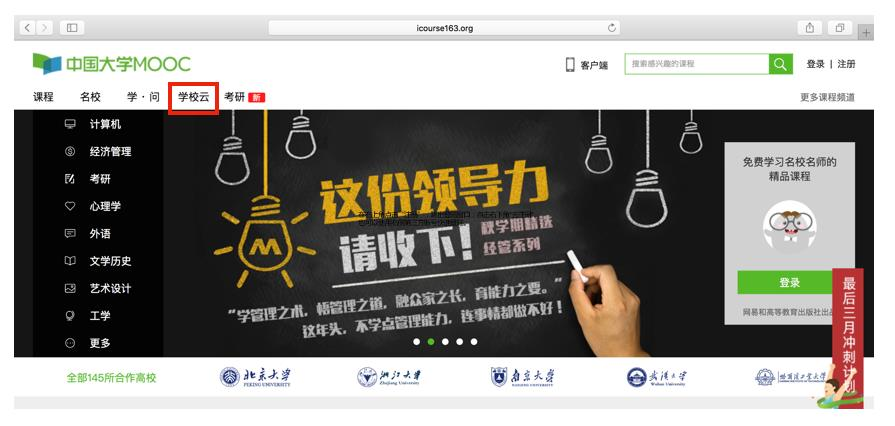 icourse163.org
中国大学MOOC
客户端
搜索感兴趣的课程
登录 | 注册
课程
名校
学·问
学校云
考研
新
更多课程频道
计算机
经济管理
考研
心理学
外语
文学历史
艺术设计
工学
更多
这份领导力
请收下!
秋学期精选
经管系列
“学管理之术，悟管理之道，融众家之长，育能力之要。”
这年头，不学点管理能力，连事情都做不好！
免费学习名校名师的
精品课程
登录
网易和高等教育出版社出品
最后三月冲刺计划
全部145所合作高校
北京大学
PEKING UNIVERSITY
浙江大学
Zhejiang University
南京大学
NANJING UNIVERSITY
武汉大学
Wuhan University
哈尔滨工业大学